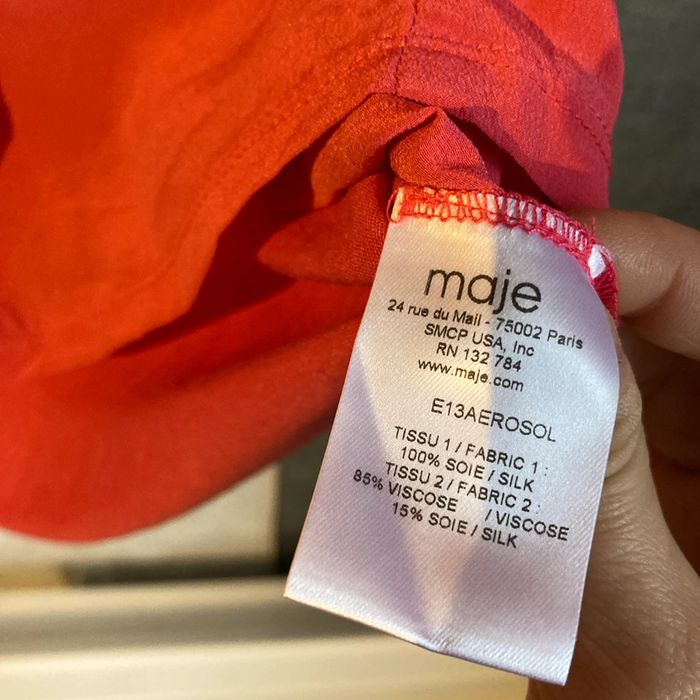 maje
24 rue du Mail - 75002 Paris
SMCP USA, Inc
RN 132 784
www.maje.com
E13AEROSOL
TISSU 1 / FABRIC 1 :
100% SOIE / SILK
TISSU 2 / FABRIC 2 :
85% VISCOSE / VISCOSE
15% SOIE / SILK